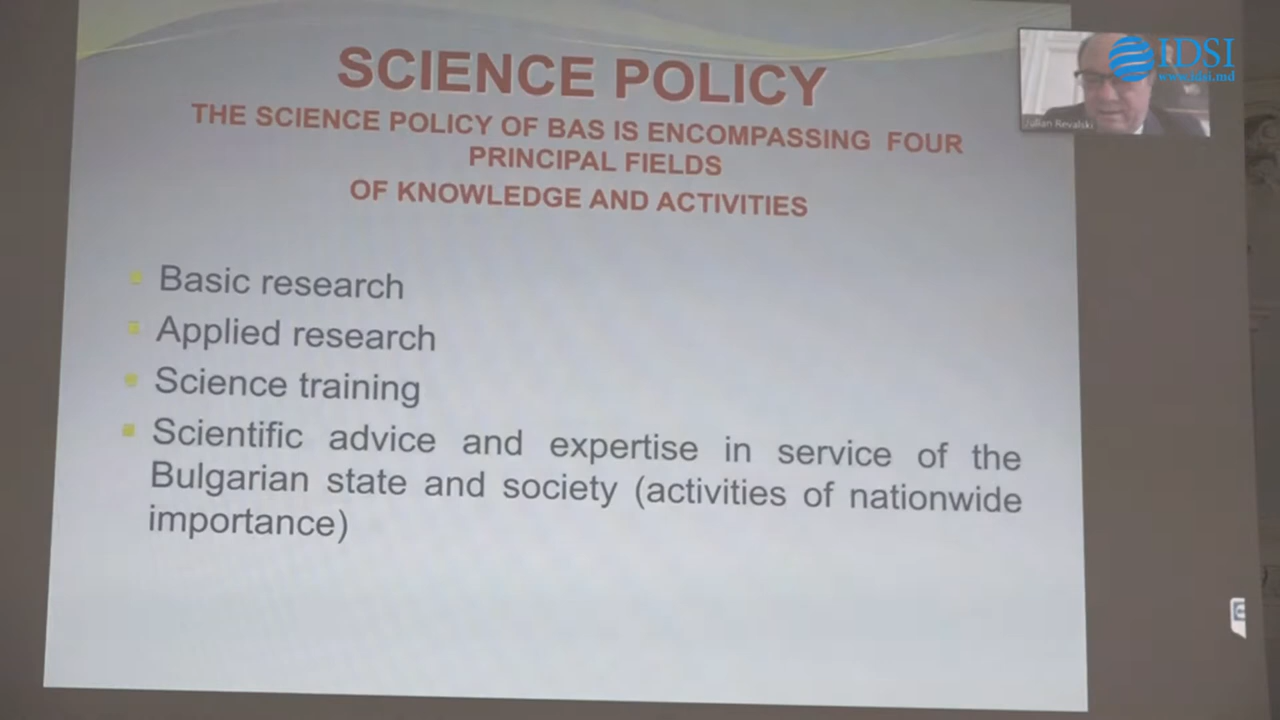 SCIENCE POLICY
THE SCIENCE POLICY OF BAS IS ENCOMPASSING FOUR
PRINCIPAL FIELDS
OF KNOWLEDGE AND ACTIVITIES
Basic research
Applied research
Science training
Scientific advice and expertise in service of the
Bulgarian state and society (activities of nationwide
importance)
Julian Revalski
IDSI
www.idsi.md